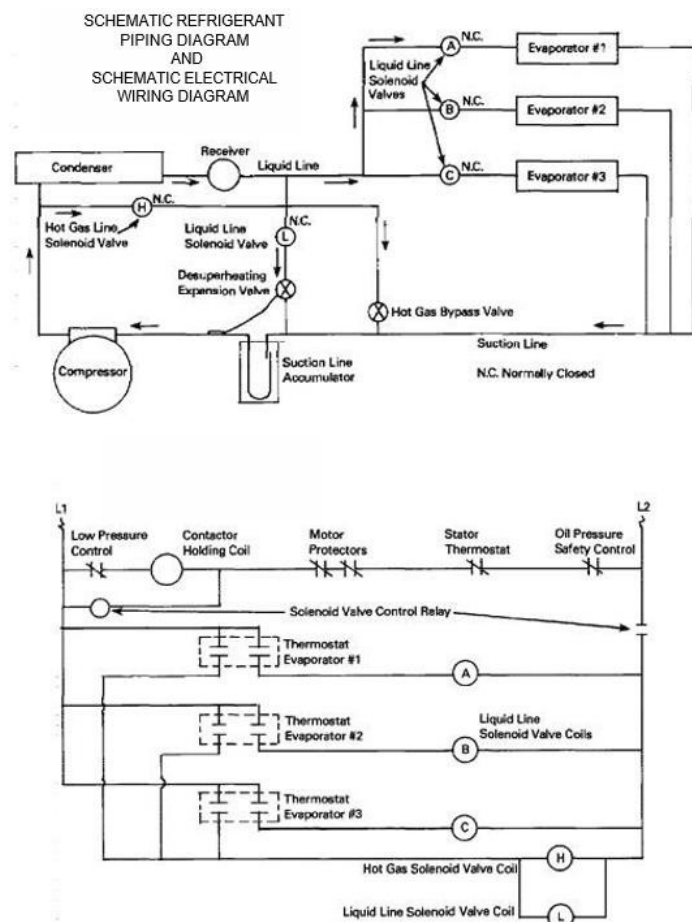 SCHEMATIC REFRIGERANT
PIPING DIAGRAM
AND
SCHEMATIC ELECTRICAL
WIRING DIAGRAM
A
N.C.
Evaporator #1
Liquid Line
Solenoid
Valves
B
N.C.
Evaporator #2
Condenser
Receiver
Liquid Line
C
N.C.
Evaporator #3
H
N.C.
Hot Gas Line
Solenoid Valve
Liquid Line
Solenoid Valve
N.C.
L
Desuperheating
Expansion Valve
Hot Gas Bypass Valve
Compressor
Suction Line
Accumulator
Suction Line
N.C. Normally Closed
L1
L2
Low Pressure
Control
Contactor
Holding Coil
Motor
Protectors
Stator
Thermostat
Oil Pressure
Safety Control
Solenoid Valve Control Relay
Thermostat
Evaporator #1
A
Thermostat
Evaporator #2
Liquid Line
Solenoid Valve Coils
B
Thermostat
Evaporator #3
C
Hot Gas Solenoid Valve Coil
H
Liquid Line Solenoid Valve Coil
L